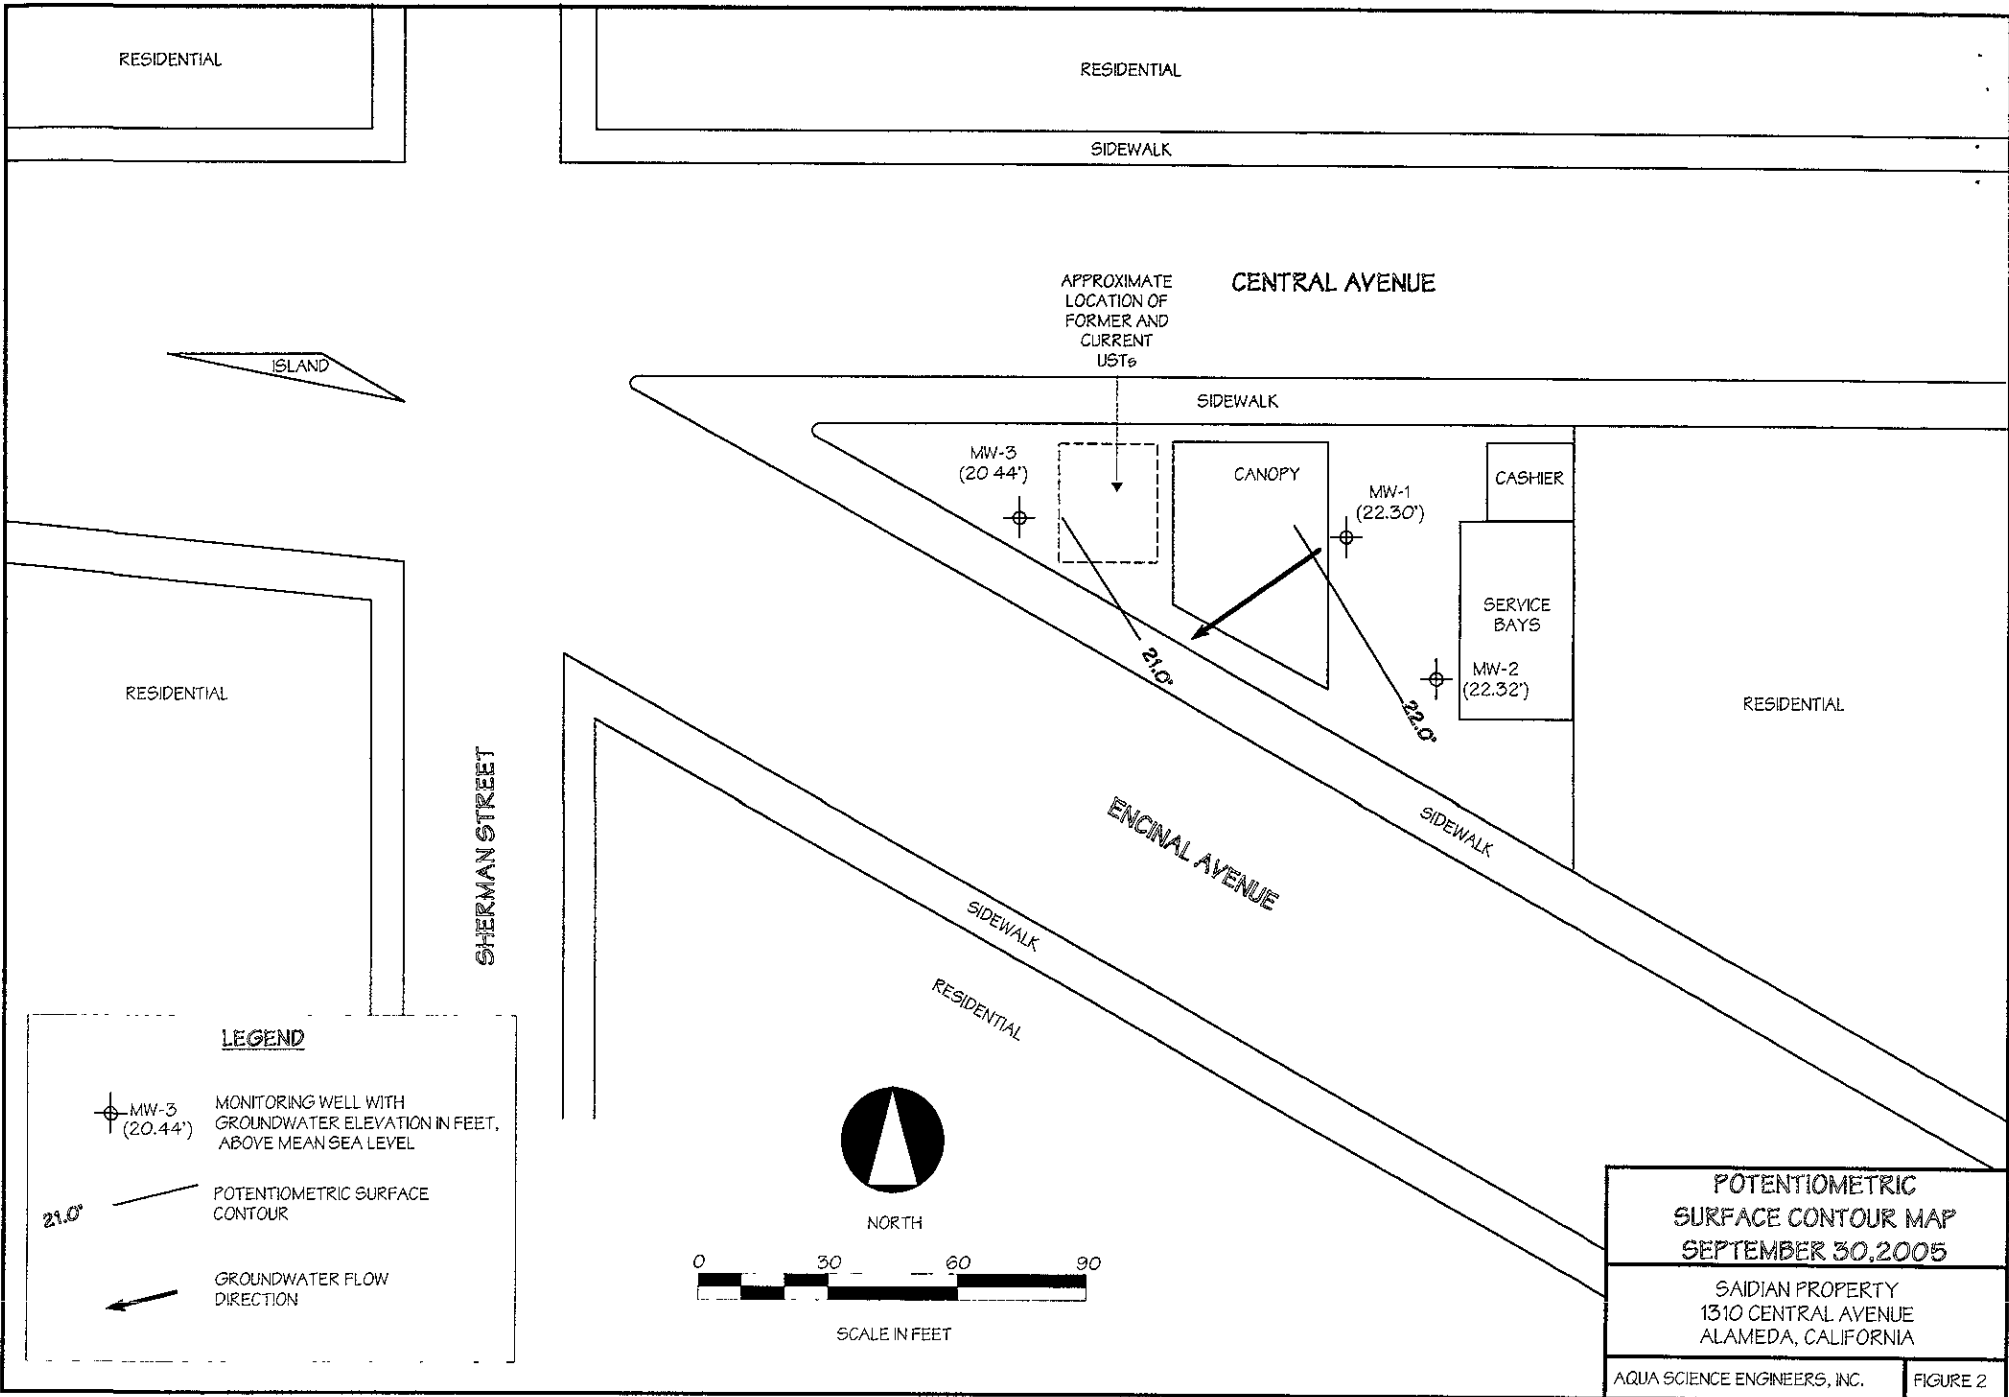 RESIDENTIAL
RESIDENTIAL
SIDEWALK
APPROXIMATE
LOCATION OF
FORMER AND
CURRENT
USTs
CENTRAL AVENUE
ISLAND
SIDEWALK
MW-3
(20 44')
CANOPY
MW-1
(22.30')
CASHIER
SERVICE
BAYS
MW-2
(22.32')
21.0'
22.0'
RESIDENTIAL
RESIDENTIAL
SHERMAN STREET
ENCINAL AVENUE
SIDEWALK
SIDEWALK
RESIDENTIAL
LEGEND
MW-3
(20.44')
MONITORING WELL WITH
GROUNDWATER ELEVATION IN FEET,
ABOVE MEAN SEA LEVEL
21.0'
POTENTIOMETRIC SURFACE
CONTOUR
GROUNDWATER FLOW
DIRECTION
NORTH
0 30 60 90
SCALE IN FEET
POTENTIOMETRIC
SURFACE CONTOUR MAP
SEPTEMBER 30,2005
SAIDIAN PROPERTY
1310 CENTRAL AVENUE
ALAMEDA, CALIFORNIA
AQUA SCIENCE ENGINEERS, INC.
FIGURE 2